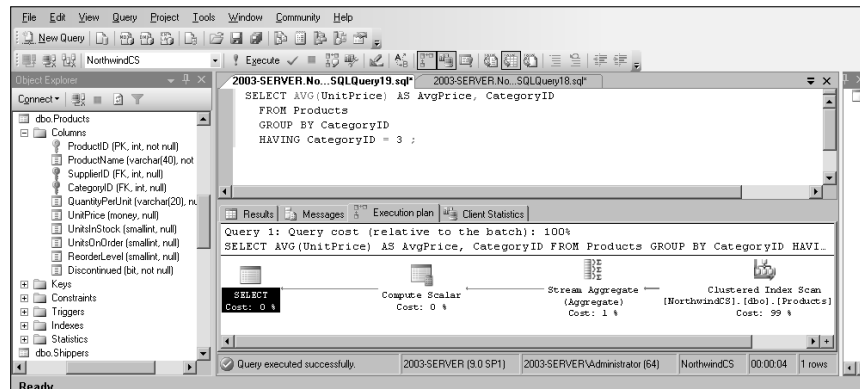 File Edit View Query Project Tools Window Community Help
New Query
NorthwindCS
Execute
Object Explorer
Connect
dbo.Products
Columns
ProductID (PK, int, not null)
ProductName (varchar(40), not
SupplierID (FK, int, null)
CategoryID (FK, int, null)
QuantityPerUnit (varchar(20), nu
UnitPrice (money, null)
UnitsInStock (smallint, null)
UnitsOnOrder (smallint, null)
ReorderLevel (smallint, null)
Discontinued (bit, not null)
Keys
Constraints
Triggers
Indexes
Statistics
dbo.Shippers
2003-SERVER.No...SQLQuery19.sql* 2003-SERVER.No...SQLQuery18.sql*
SELECT AVG(UnitPrice) AS AvgPrice, CategoryID
FROM Products
GROUP BY CategoryID
HAVING CategoryID = 3 ;
Results Messages Execution plan Client Statistics
Query 1: Query cost (relative to the batch): 100%
SELECT AVG(UnitPrice) AS AvgPrice, CategoryID FROM Products GROUP BY CategoryID HAVI...
SELECT
Cost: 0 %
Compute Scalar
Cost: 0 %
Stream Aggregate
(Aggregate)
Cost: 1 %
Clustered Index Scan
[NorthwindCS].[dbo].[Products]
Cost: 99 %
Query executed successfully. 2003-SERVER (9.0 SP1) 2003-SERVER\Administrator (64) NorthwindCS 00:00:04 1 rows
Ready